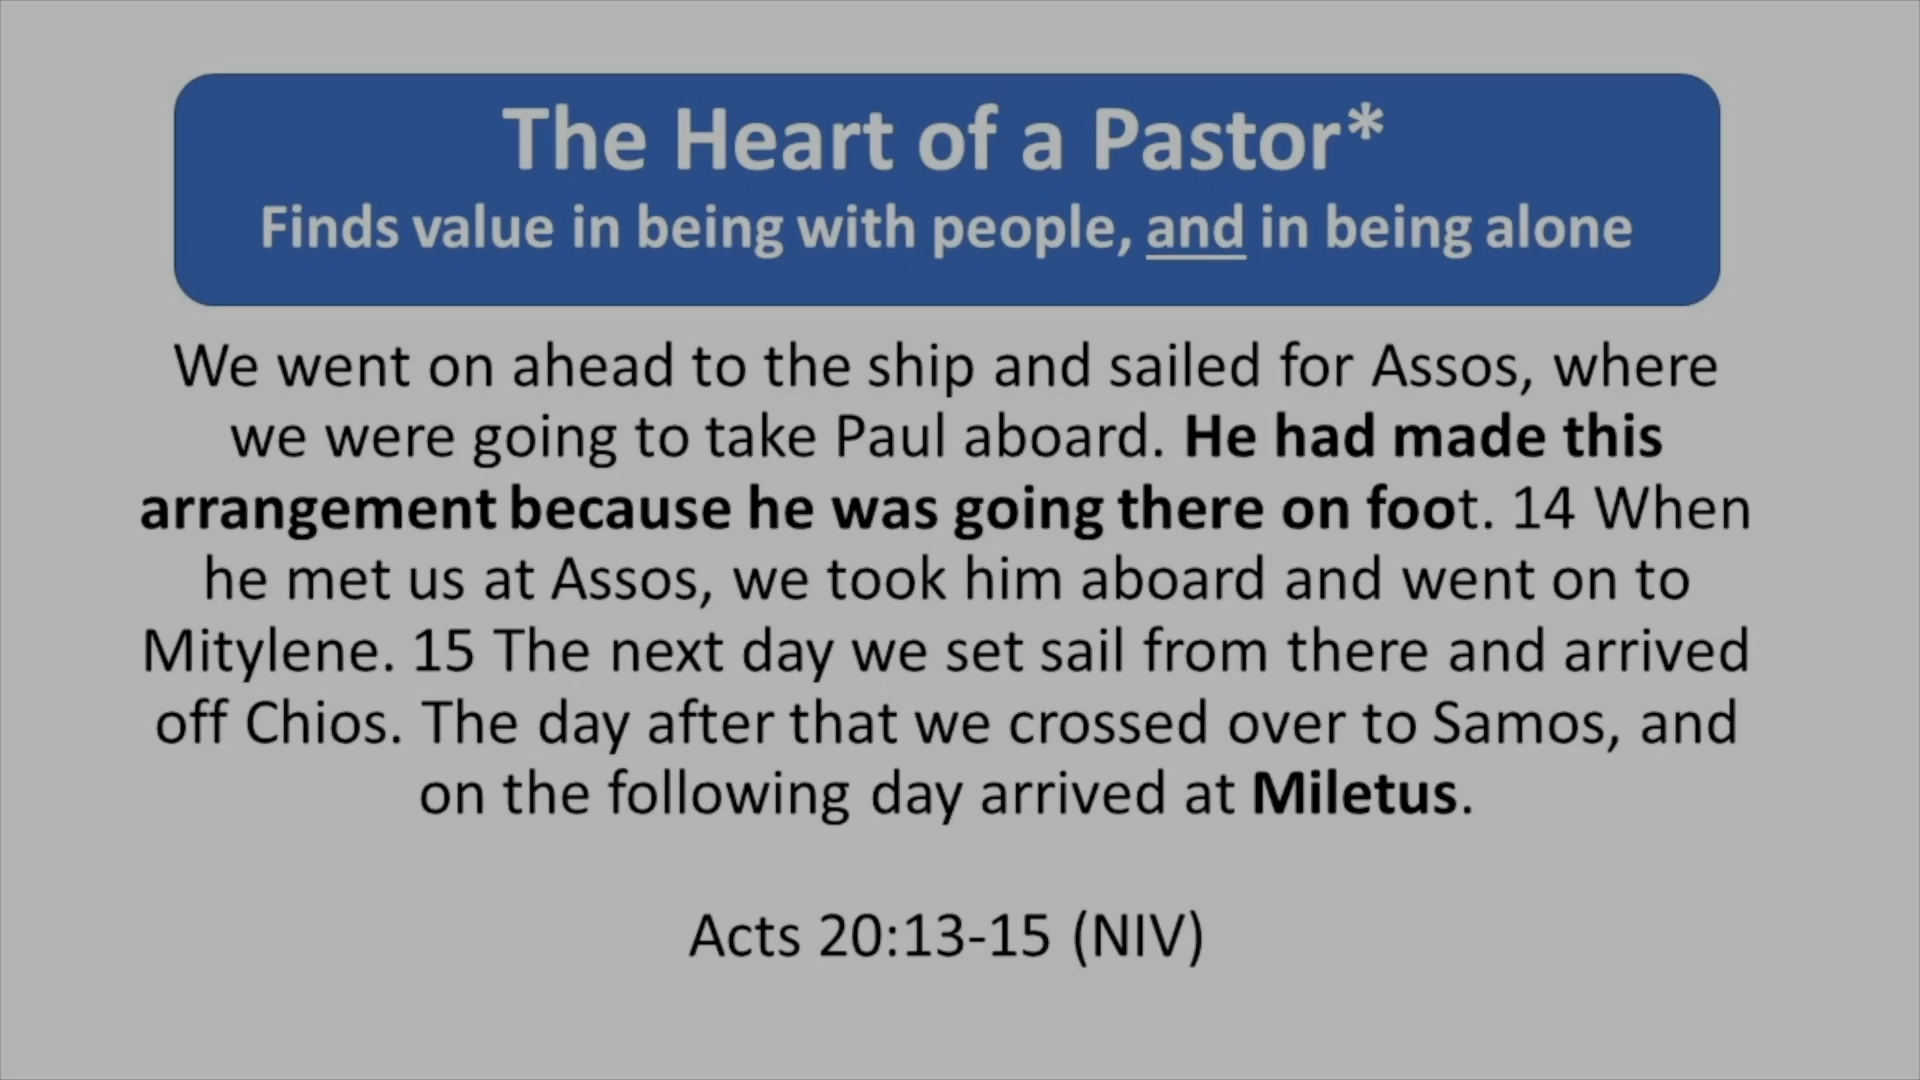 The Heart of a Pastor*
Finds value in being with people, and in being alone
We went on ahead to the ship and sailed for Assos, where
we were going to take Paul aboard. He had made this
arrangement because he was going there on foot. 14 When
he met us at Assos, we took him aboard and went on to
Mitylene. 15 The next day we set sail from there and arrived
off Chios. The day after that we crossed over to Samos, and
on the following day arrived at Miletus.
Acts 20:13-15 (NIV)